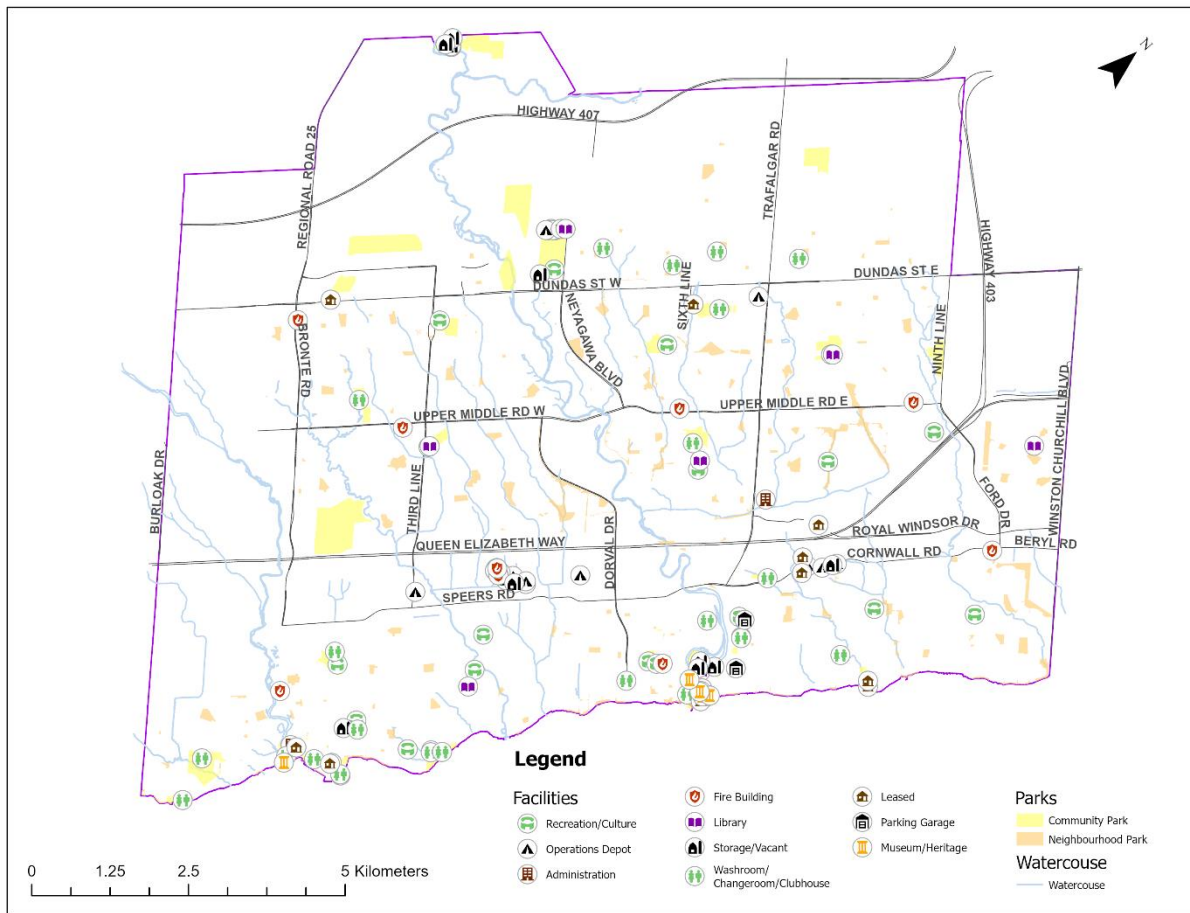 N
HIGHWAY 407
REGIONAL ROAD 25
TRAFALGAR RD
HIGHWAY 403
DUNDAS ST W
DUNDAS ST E
SIXTH LINE
NEYAGAWA BLVD
NINTH LINE
BRONTE RD
UPPER MIDDLE RD W
UPPER MIDDLE RD E
BURLOAK DR
THIRD LINE
WINSTON CHURCHILL BLVD
FORD DR
DORVAL DR
ROYAL WINDSOR DR
QUEEN ELIZABETH WAY
CORNWALL RD
BERYL RD
SPEERS RD
Legend
Facilities
Recreation/Culture
Operations Depot
Administration
Fire Building
Library
Storage/Vacant
Washroom/
Changeroom/Clubhouse
Leased
Parking Garage
Museum/Heritage
Parks
Community Park
Neighbourhood Park
Watercouse
Watercouse
0 1.25 2.5 5 Kilometers